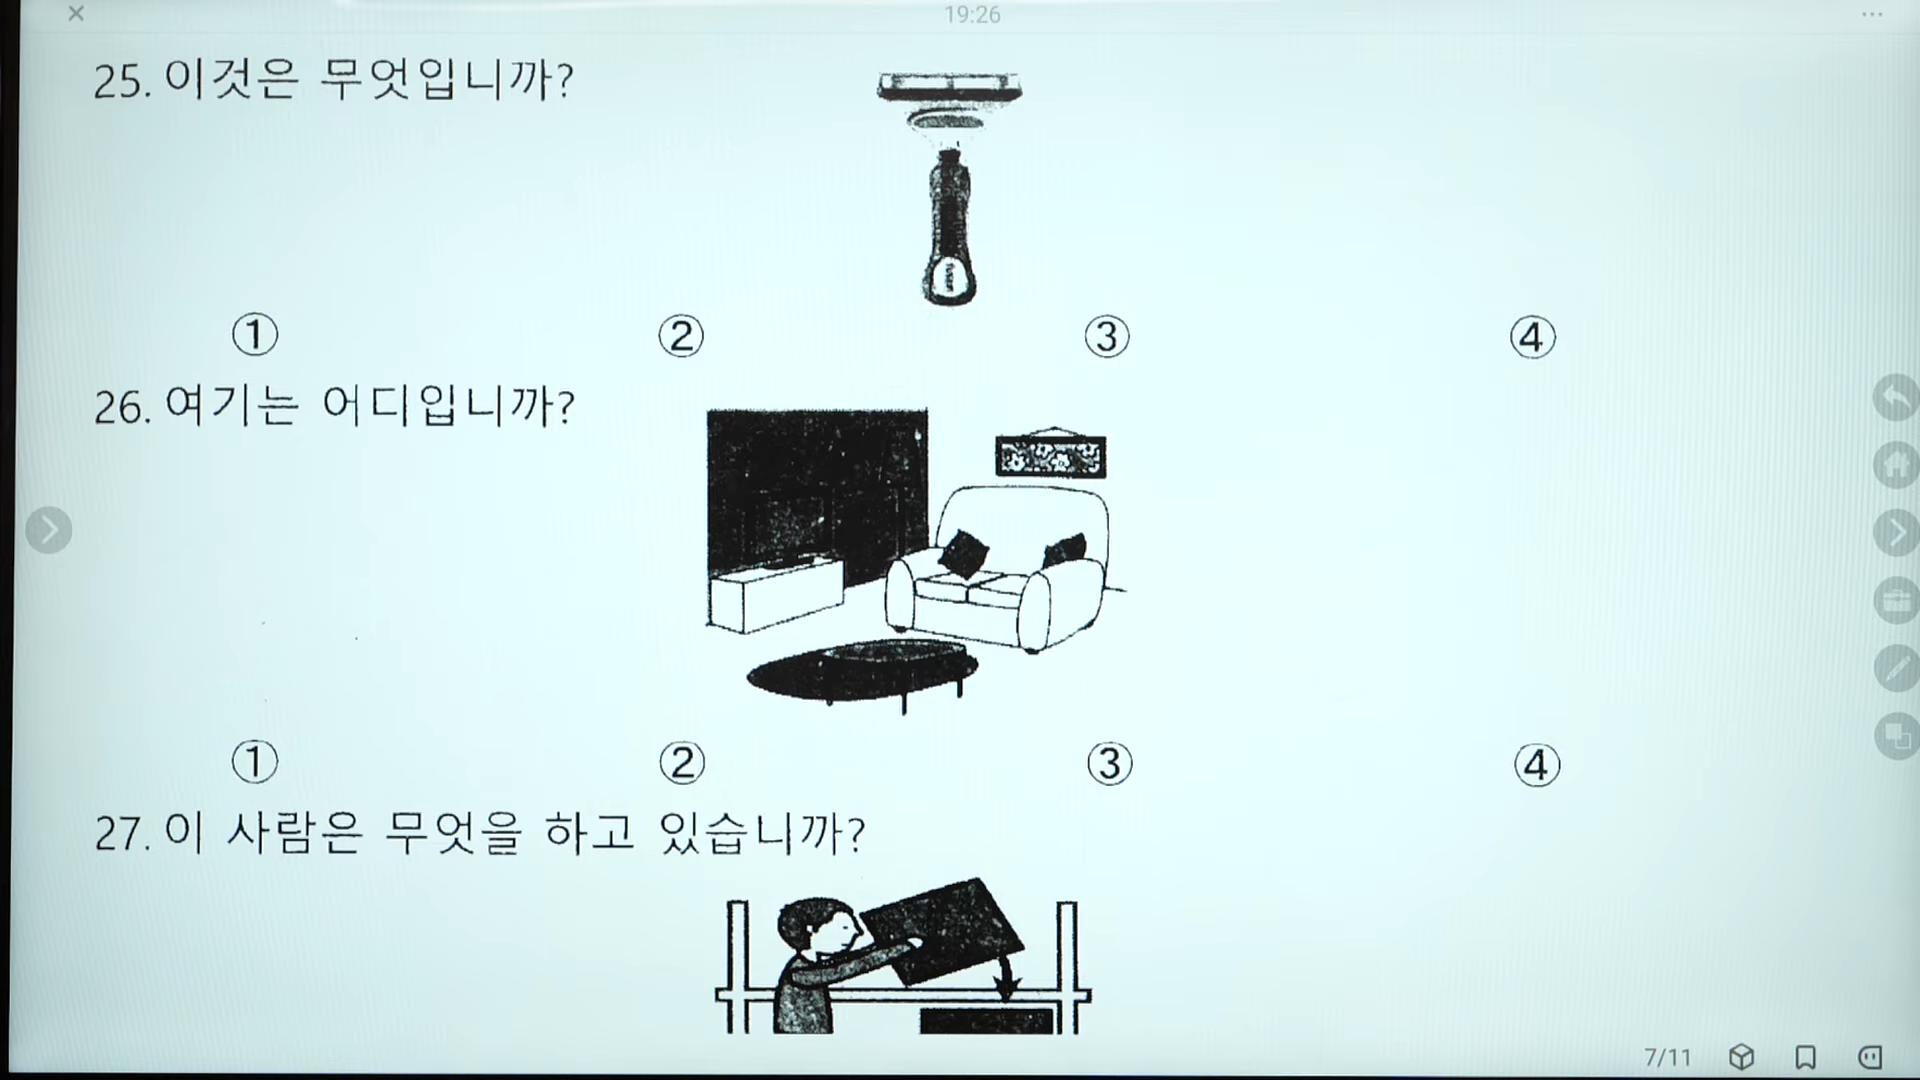 19:26
25. 이것은 무엇입니까?
① ② ③ ④
26. 여기는 어디입니까?
① ② ③ ④
27. 이 사람은 무엇을 하고 있습니까?
7/11